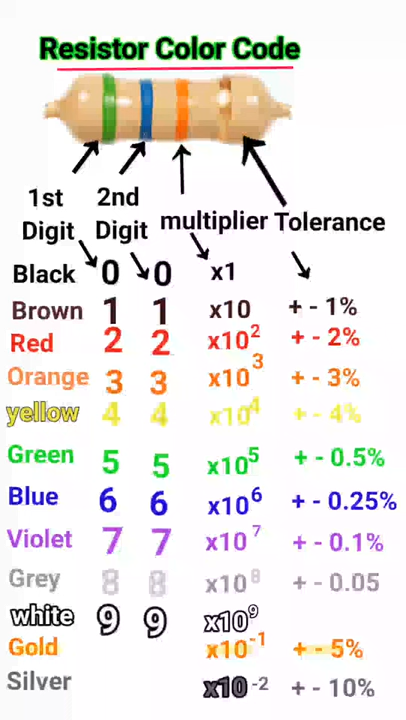 Resistor Color Code
1st Digit
2nd Digit
multiplier
Tolerance
Black 0 0 x1
Brown 1 1 x10 + - 1%
Red 2 2 x10² + - 2%
Orange 3 3 x10³ + - 3%
yellow 4 4 x10⁴ + - 4%
Green 5 5 x10⁵ + - 0.5%
Blue 6 6 x10⁶ + - 0.25%
Violet 7 7 x10⁷ + - 0.1%
Grey 8 8 x10⁸ + - 0.05
white 9 9 x10⁹
Gold x10⁻¹ + - 5%
Silver x10⁻² + - 10%